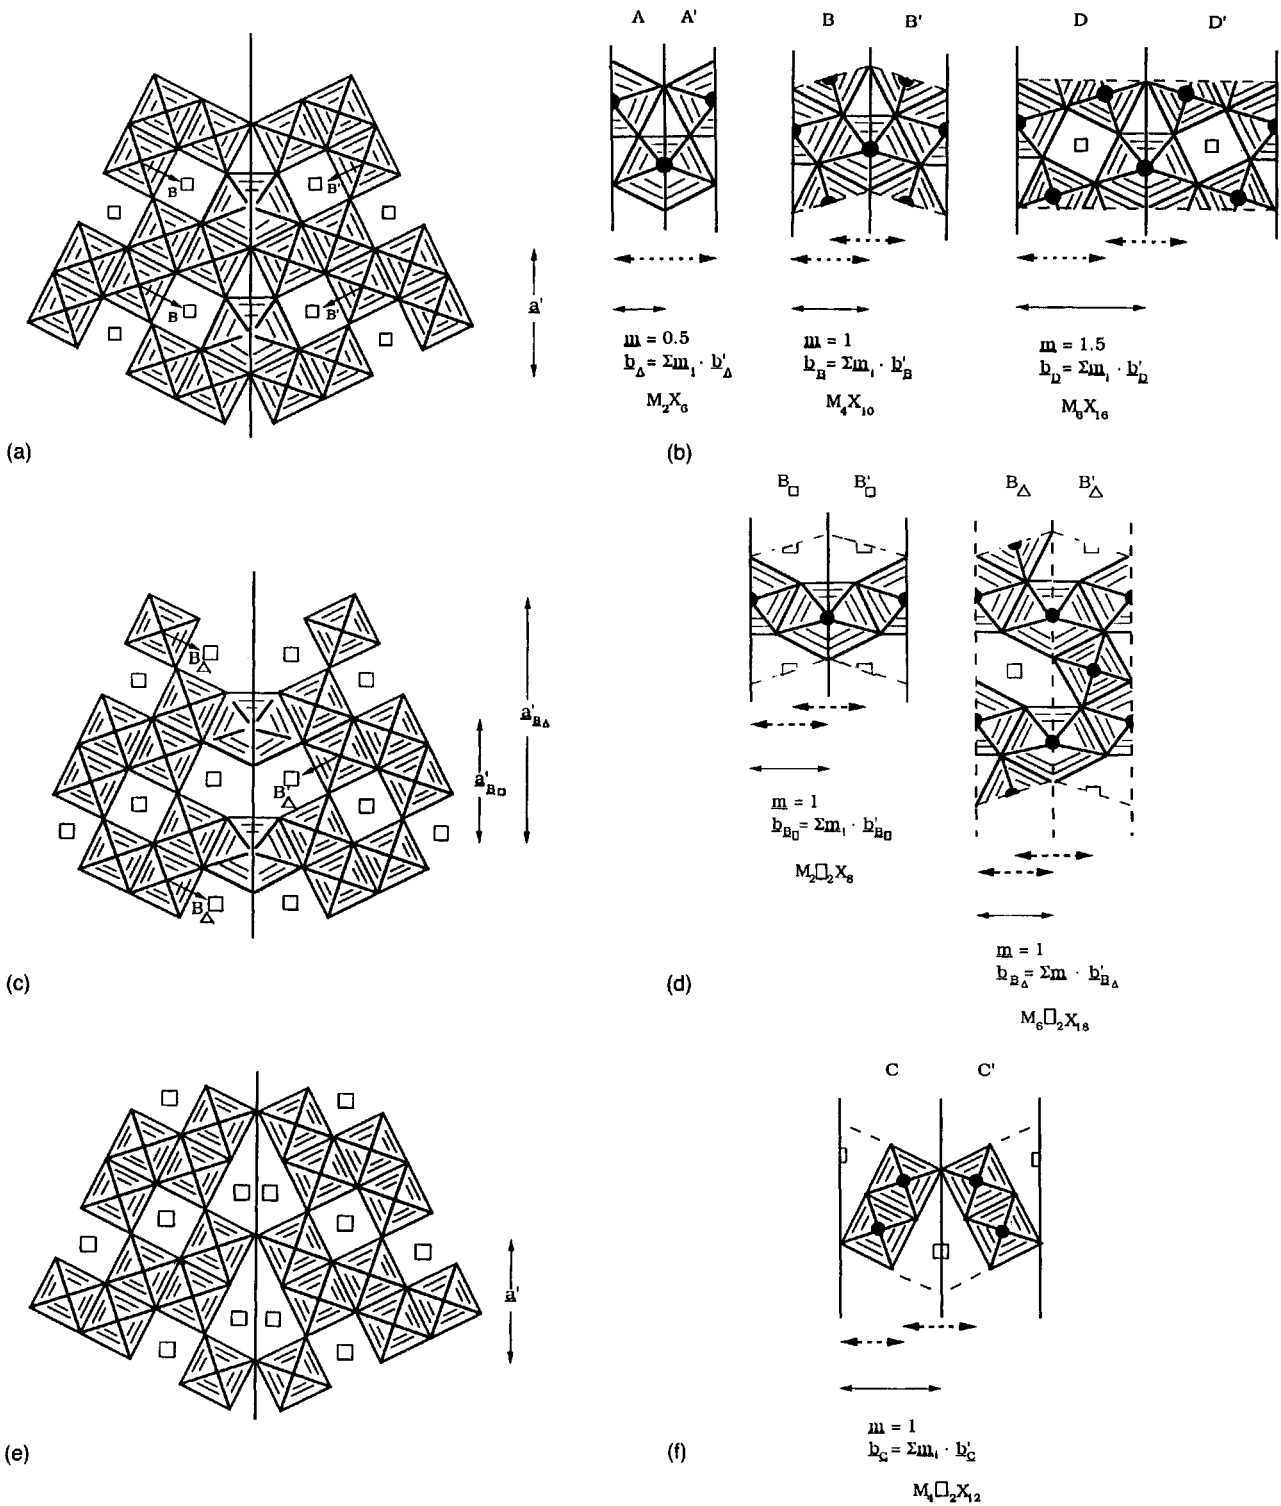 A A' B B' D D'
B B'
B B'
a'
m = 0.5
b_A = Σm_i · b'_A
M₂X₆
m = 1
b_B = Σm_i · b'_B
M₄X₁₀
m = 1.5
b_D = Σm_i · b'_D
M₆X₁₆
(a)
(b)
B□ B'□ B△ B'△
B△
a'B△
a'B□
B'△
B△
m = 1
b_B□ = Σm_i · b'_B□
M₂□₂X₈
m = 1
b_B△ = Σm · b'_B△
M₆□₂X₁₈
(c)
(d)
C C'
a'
m = 1
b_C = Σm_i · b'_C
M₄□₂X₁₂
(e)
(f)